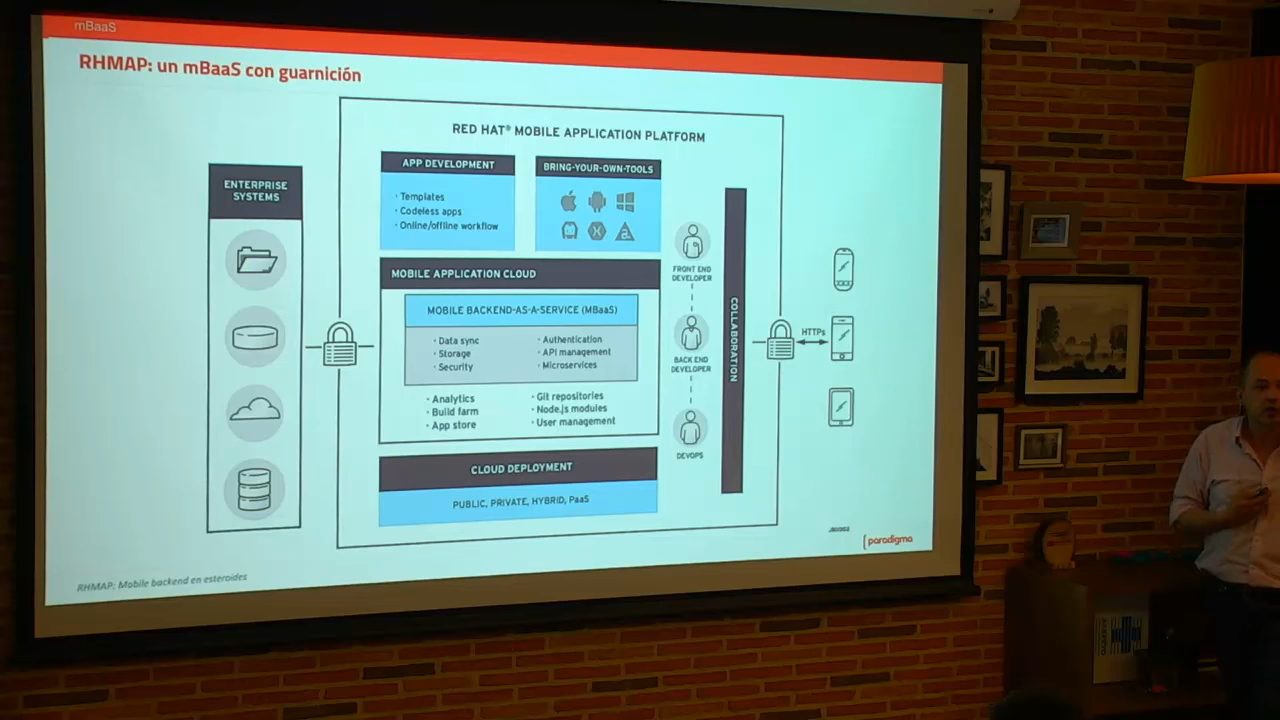 mBaaS
RHMAP: un mBaaS con guarnición
RED HAT® MOBILE APPLICATION PLATFORM
ENTERPRISE
SYSTEMS
APP DEVELOPMENT
· Templates
· Codeless apps
· Online/offline workflow
BRING-YOUR-OWN-TOOLS
MOBILE APPLICATION CLOUD
MOBILE BACKEND-AS-A-SERVICE (MBaaS)
· Data sync
· Storage
· Security
· Authentication
· API management
· Microservices
· Analytics
· Build farm
· App store
· Git repositories
· Node.js modules
· User management
CLOUD DEPLOYMENT
PUBLIC, PRIVATE, HYBRID, PaaS
FRONT END
DEVELOPER
BACK END
DEVELOPER
DEVOPS
COLLABORATION
HTTPs
paradigma
RHMAP: Mobile backend en esteroides